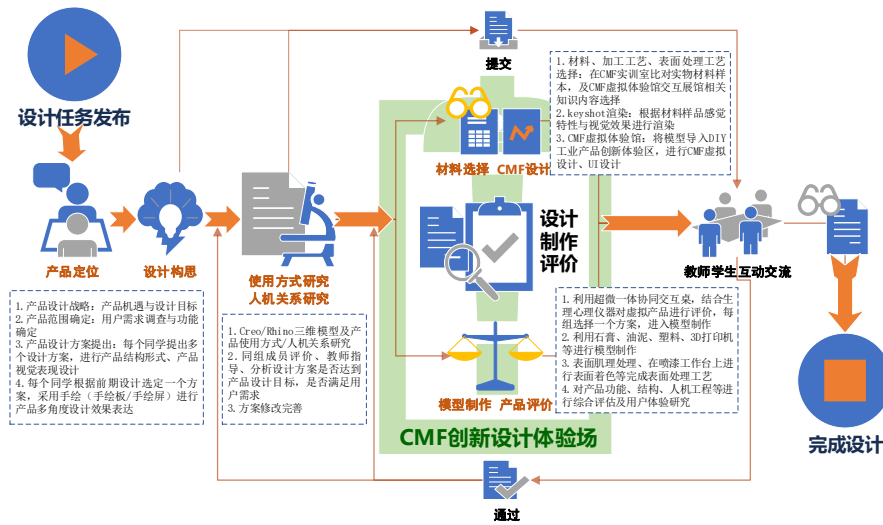 提交
设计任务发布
1.材料、加工工艺、表面处理工艺
选择：在CMF实训室比对实物材料样
本，及CMF虚拟体验馆交互展馆相关
知识内容选择
2.keyshot渲染：根据材料样品感觉
特性与视觉效果进行渲染
3.CMF虚拟体验馆：将模型导入DIY
工业产品创新体验区，进行CMF虚拟
设计、UI设计
材料选择 CMF设计
设计
制作
评价
产品定位
设计构思
使用方式研究
人机关系研究
教师学生互动交流
1.产品设计战略：产品机遇与设计目标
2.产品范围确定：用户需求调查与功能
确定
3.产品设计方案提出：每个同学提出多
个设计方案，进行产品结构形式、产品
视觉表现设计
4.每个同学根据前期设计选定一个方
案，采用手绘（手绘板/手绘屏）进行
产品多角度设计效果表达
1.Creo/Rhino三维模型及产
品使用方式/人机关系研究
2.同组成员评价、教师指
导、分析设计方案是否达到
产品设计目标，是否满足用
户需求
3.方案修改完善
1.利用超微一体协同交互桌，结合生
理心理仪器对虚拟产品进行评价，每
组选择一个方案，进入模型制作
2.利用石膏、油泥、塑料、3D打印机
等进行模型制作
3.表面肌理处理、在喷漆工作台上进
行表面着色等完成表面处理工艺
4.对产品功能、结构、人机工程等进
行综合评估及用户体验研究
模型制作 产品评价
CMF创新设计体验场
完成设计
通过